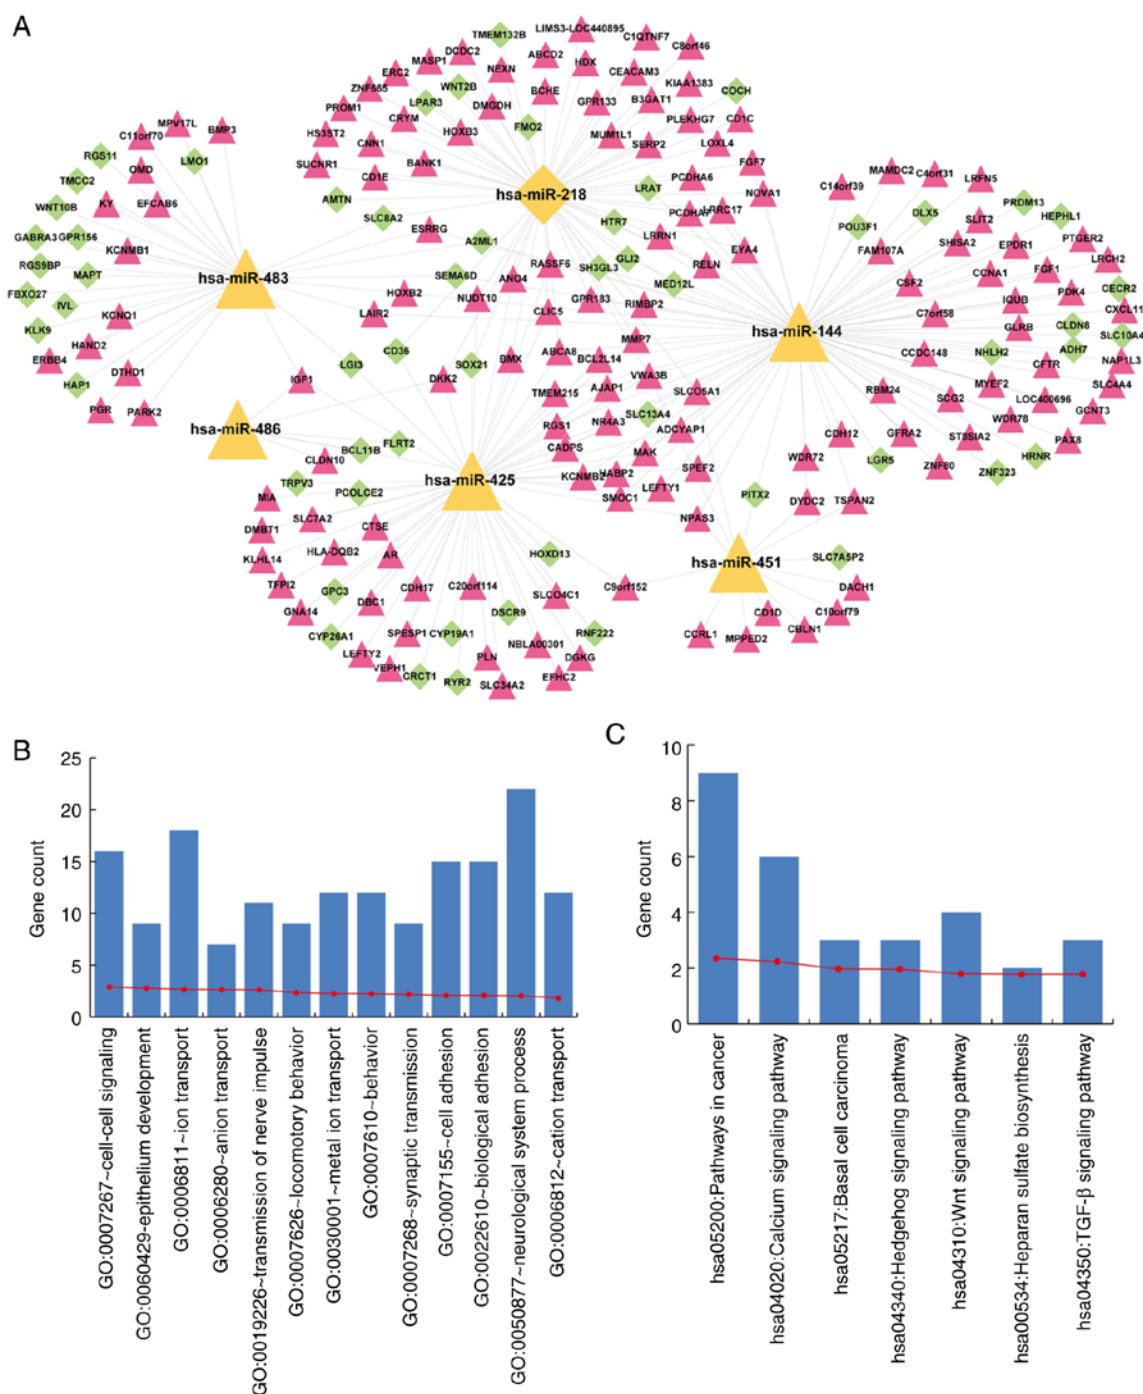 A
TMEM132B
LIMS3-LOC440895
C1QTNF7
DCDC2
ABCD2
C8orf46
MASP1
NEXN
HDX
CEACAM3
ERC2
ZNF655
WNT2B
BCHE
KIAA1383
COCH
PROM1
LPAR3
DMGDH
GPR133
B3GAT1
MPV17L
BMP3
C11orf70
CRYM
FMO2
PLEKHG7
CD1C
HS3ST2
HOXB3
MUM1L1
SERP2
LOXL4
RGS11
LMO1
CNN1
SUCNR1
BANK1
FGF7
OMD
TMCC2
CD1E
PCDHA6
MAMDC2
C4orf31
LRFN5
EFCAB6
KY
hsa-miR-218
LRAT
NOVA1
C14orf39
PRDM13
WNT10B
AMTN
PCDHA7
LRRC17
DLX5
HEPHL1
SLC8A2
HTR7
POU3F1
SLIT2
GABRA3
GPR156
ESRRG
LRRN1
SHISA2
EPDR1
PTGER2
KCNMB1
A2ML1
EYA4
FAM107A
RGS9BP
MAPT
RASSF6
GLI2
RELN
LRCH2
hsa-miR-483
SEMA6D
ANO4
SH3GL3
MED12L
CCNA1
FGF1
CSF2
CECR2
FBXO27
IVL
HOXB2
NUDT10
GPR183
RIMBP2
IQUB
PDK4
CXCL11
KLK9
KCNQ1
LAIR2
CLIC5
hsa-miR-144
C7orf58
GLRB
CLDN8
SLC10A4
HAND2
MMP7
CCDC148
NHLH2
ADH7
ERBB4
CD36
BMX
ABCA8
BCL2L14
CFTR
NAP1L3
LGI3
SOX21
DTHD1
IGF1
DKK2
VWA3B
MYEF2
SLC4A4
HAP1
TMEM215
AJAP1
SLCO5A1
RBM24
SCG2
LOC400696
GCNT3
PGR
PARK2
SLC13A4
WDR78
hsa-miR-486
RGS1
NR4A3
ADCYAP1
CDH12
GFRA2
ST8SIA2
PAX8
BCL11B
FLRT2
CADPS
MAK
WDR72
LGR5
HRNR
CLDN10
ZNF80
ZNF323
TRPV3
PCOLCE2
hsa-miR-425
KCNMB2
HABP2
SPEF2
LEFTY1
MIA
SMOC1
PITX2
DYDC2
TSPAN2
SLC7A2
NPAS3
DMBT1
CTSE
KLHL14
HLA-DQB2
AR
HOXD13
SLC7A5P2
TFPI2
hsa-miR-451
GPC3
CDH17
C20orf114
C9orf152
DACH1
GNA14
DBC1
SLCO4C1
DSCR9
CD1D
C10orf79
CYP26A1
SPESP1
CYP19A1
RNF222
CCRL1
MPPED2
CBLN1
LEFTY2
NBLA00301
VEPH1
PLN
DGKG
CRCT1
RYR2
SLC34A2
EFHC2
B
25
20
15
10
5
0
Gene count
GO:0007267~cell-cell signaling
GO:0060429-epithelium development
GO:0006811~ion transport
GO:0006280~anion transport
GO:0019226~transmission of nerve impulse
GO:0007626~locomotory behavior
GO:0030001~metal ion transport
GO:0007610~behavior
GO:0007268~synaptic transmission
GO:0007155~cell adhesion
GO:0022610~biological adhesion
GO:0050877~neurological system process
GO:0006812~cation transport
C
10
8
6
4
2
0
Gene count
hsa05200:Pathways in cancer
hsa04020:Calcium signaling pathway
hsa05217:Basal cell carcinoma
hsa04340:Hedgehog signaling pathway
hsa04310:Wnt signaling pathway
hsa00534:Heparan sulfate biosynthesis
hsa04350:TGF-β signaling pathway